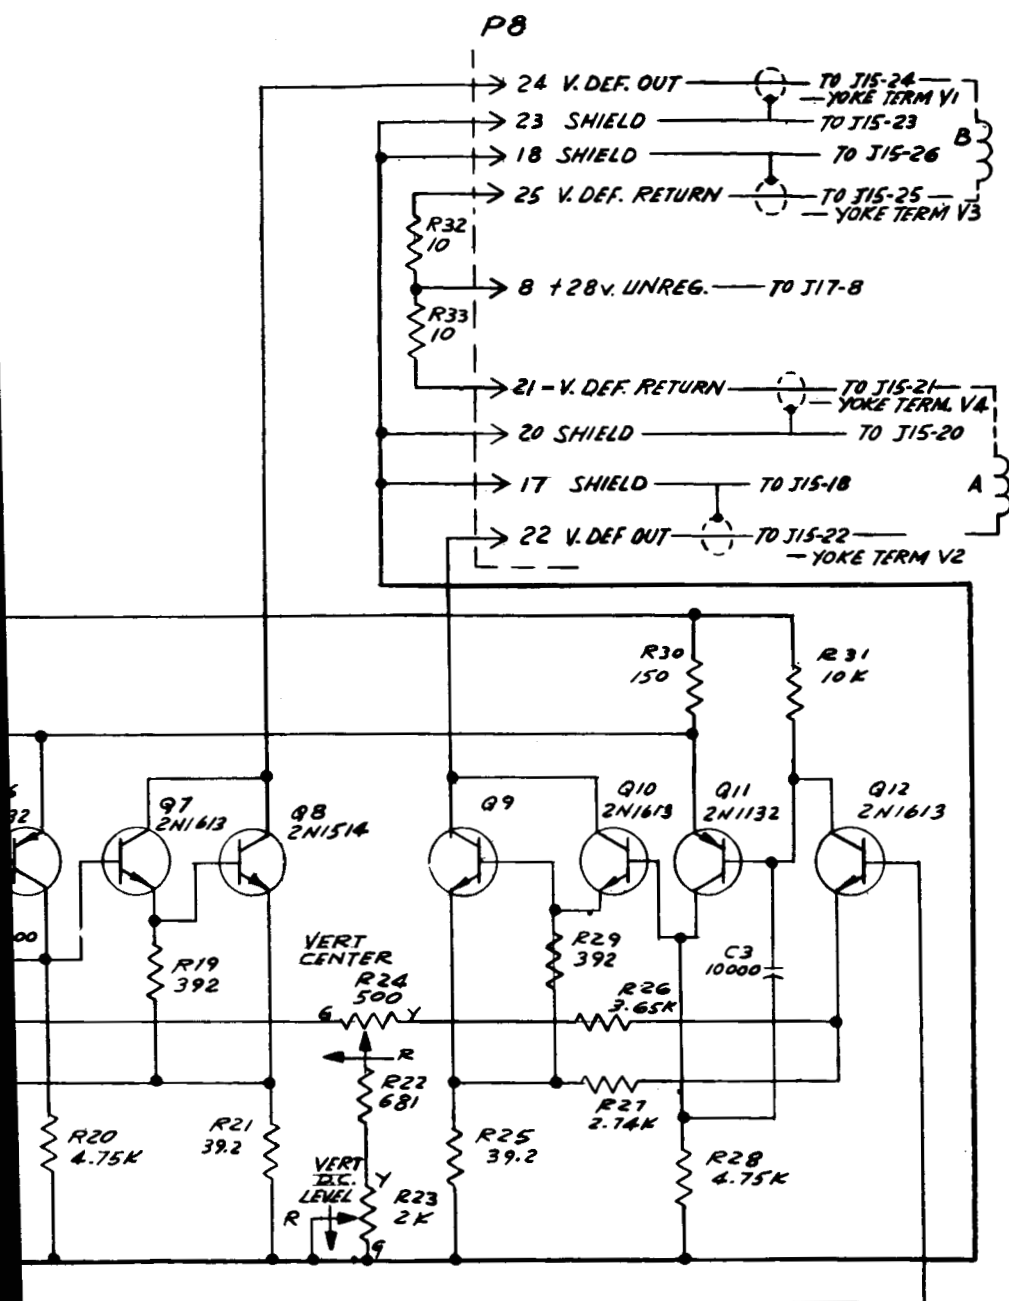 P8
24 V. DEF. OUT TO J15-24
YOKE TERM V1
23 SHIELD TO J15-23
B
18 SHIELD TO J15-26
25 V. DEF. RETURN TO J15-25
YOKE TERM V3
R32
10
8 +28V. UNREG. TO J17-8
R33
10
21 - V. DEF. RETURN TO J15-21
YOKE TERM. V4
20 SHIELD TO J15-20
17 SHIELD TO J15-18
A
22 V. DEF OUT TO J15-22
YOKE TERM V2
R30
150
R31
10K
Q7
2N1613
Q8
2N1514
Q9
Q10
2N1613
Q11
2N1132
Q12
2N1613
6
32
00
R19
392
VERT
CENTER
R24
500
G Y
R
R29
392
C3
10000
R26
3.65K
R22
681
R27
2.74K
R20
4.75K
R21
39.2
VERT
D.C.
LEVEL
Y
R
R23
2K
G
R25
39.2
R28
4.75K